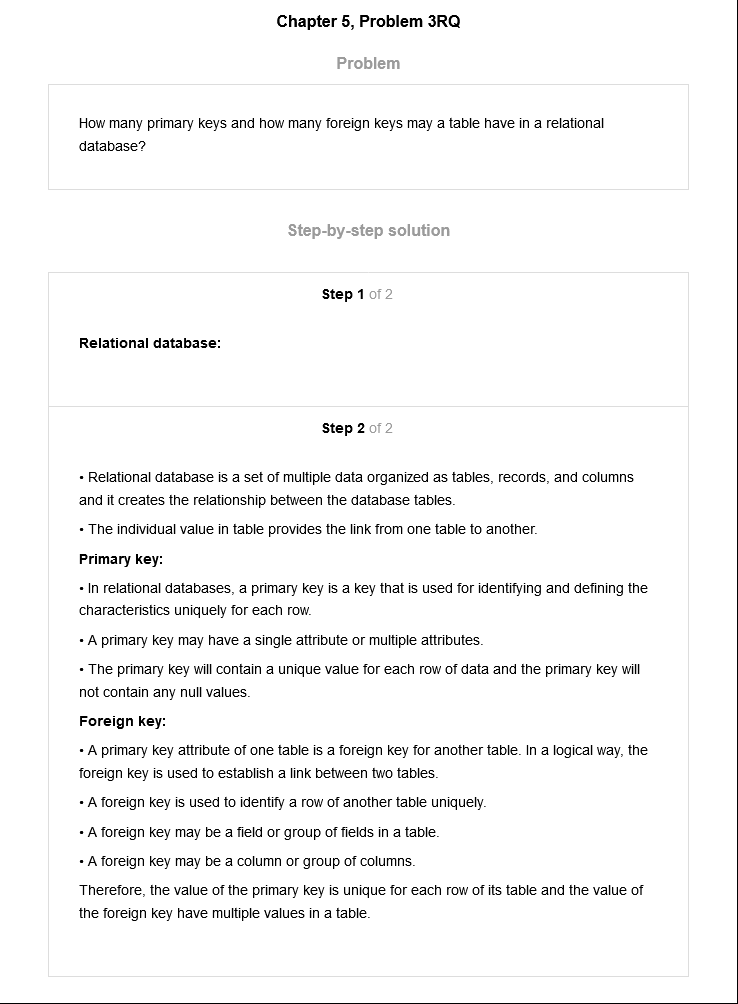 Chapter 5, Problem 3RQ
Problem
How many primary keys and how many foreign keys may a table have in a relational
database?
Step-by-step solution
Step 1 of 2
Relational database:
Step 2 of 2
• Relational database is a set of multiple data organized as tables, records, and columns
and it creates the relationship between the database tables.
• The individual value in table provides the link from one table to another.
Primary key:
• In relational databases, a primary key is a key that is used for identifying and defining the
characteristics uniquely for each row.
• A primary key may have a single attribute or multiple attributes.
• The primary key will contain a unique value for each row of data and the primary key will
not contain any null values.
Foreign key:
• A primary key attribute of one table is a foreign key for another table. In a logical way, the
foreign key is used to establish a link between two tables.
• A foreign key is used to identify a row of another table uniquely.
• A foreign key may be a field or group of fields in a table.
• A foreign key may be a column or group of columns.
Therefore, the value of the primary key is unique for each row of its table and the value of
the foreign key have multiple values in a table.